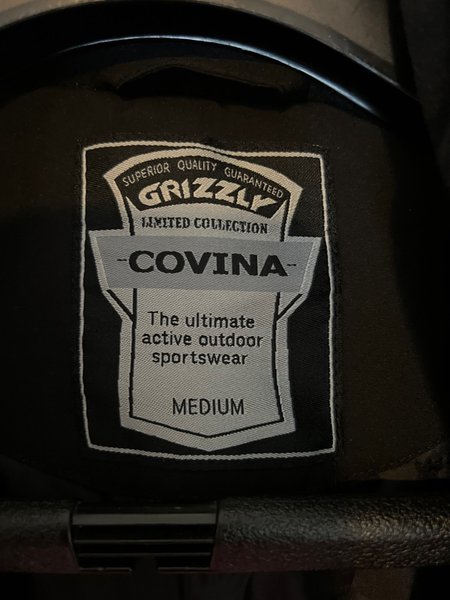 SUPERIOR QUALITY GUARANTEED
GRIZZLY
LIMITED COLLECTION
-COVINA-
The ultimate
active outdoor
sportswear
MEDIUM